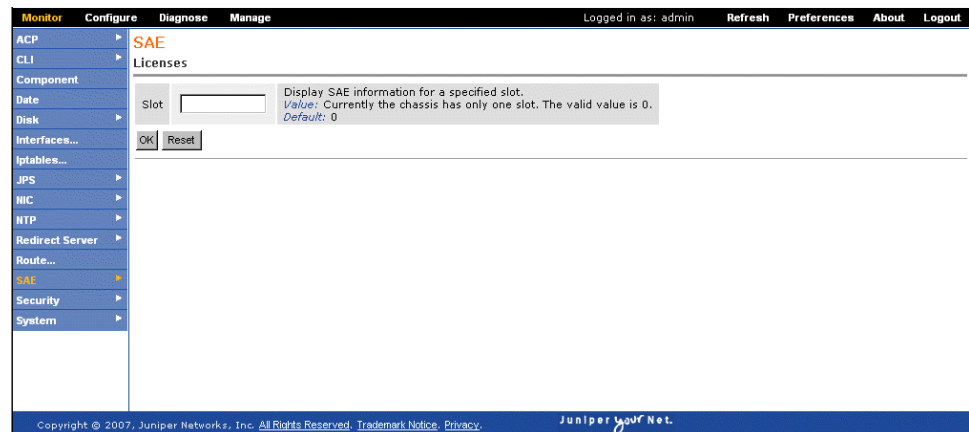 Monitor Configure Diagnose Manage Logged in as: admin Refresh Preferences About Logout
ACP
CLI
Component
Date
Disk
Interfaces...
Iptables...
JPS
NIC
NTP
Redirect Server
Route...
SAE
Security
System
SAE
Licenses
Slot
Display SAE information for a specified slot.
Value: Currently the chassis has only one slot. The valid value is 0.
Default: 0
OK Reset
Copyright © 2007, Juniper Networks, Inc. All Rights Reserved. Trademark Notice. Privacy.
Juniper your Net.